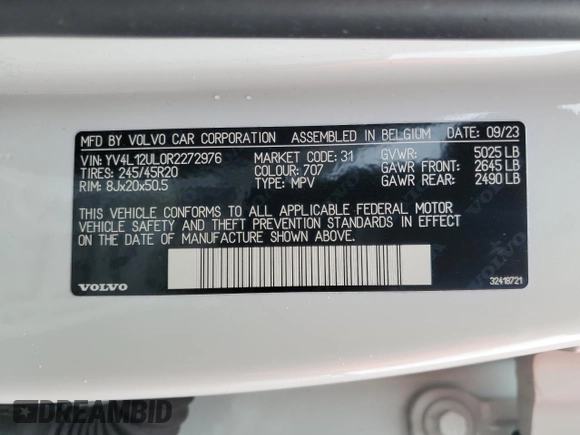 MFD BY VOLVO CAR CORPORATION ASSEMBLED IN BELGIUM DATE: 09/23
VIN: YV4L12UL0R2272976 MARKET CODE: 31 GVWR: 5025 LB
TIRES: 245/45R20 COLOUR: 707 GAWR FRONT: 2645 LB
RIM: 8Jx20x50.5 TYPE: MPV GAWR REAR: 2490 LB
THIS VEHICLE CONFORMS TO ALL APPLICABLE FEDERAL MOTOR
VEHICLE SAFETY AND THEFT PREVENTION STANDARDS IN EFFECT
ON THE DATE OF MANUFACTURE SHOWN ABOVE.
VOLVO 32418721
DREAMBID